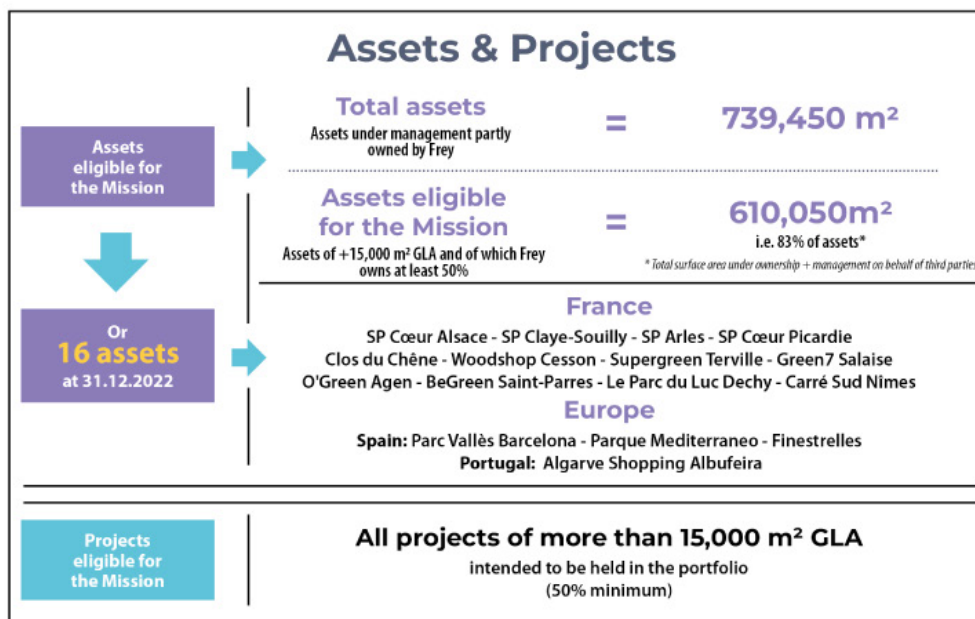 Assets & Projects
Assets
eligible for
the Mission
Total assets
Assets under management partly
owned by Frey
=
739,450 m²
Assets eligible
for the Mission
Assets of +15,000 m² GLA and of which Frey
owns at least 50%
=
610,050m²
i.e. 83% of assets*
* Total surface area under ownership + management on behalf of third parties
Or
16 assets
at 31.12.2022
France
SP Cœur Alsace - SP Claye-Souilly - SP Arles - SP Cœur Picardie
Clos du Chêne - Woodshop Cesson - Supergreen Terville - Green7 Salaise
O'Green Agen - BeGreen Saint-Parres - Le Parc du Luc Dechy - Carré Sud Nîmes
Europe
Spain: Parc Vallès Barcelona - Parque Mediterraneo - Finestrelles
Portugal: Algarve Shopping Albufeira
Projects
eligible for
the Mission
All projects of more than 15,000 m² GLA
intended to be held in the portfolio
(50% minimum)